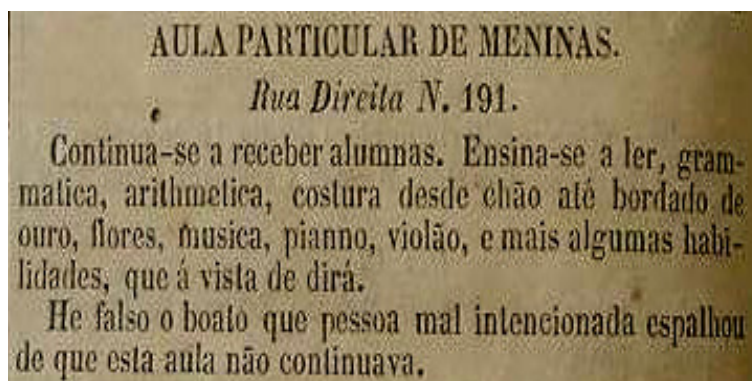 AULA PARTICULAR DE MENINAS.
Rua Direita N. 191.
Continua-se a receber alumnas. Ensina-se a ler, gram-
matica, arithmetica, costura desde chão até bordado de
ouro, flores, musica, pianno, violão, e mais algumas habi-
lidades, que á vista de dirá.
He falso o boato que pessoa mal intencionada espalhou
de que esta aula não continuava.